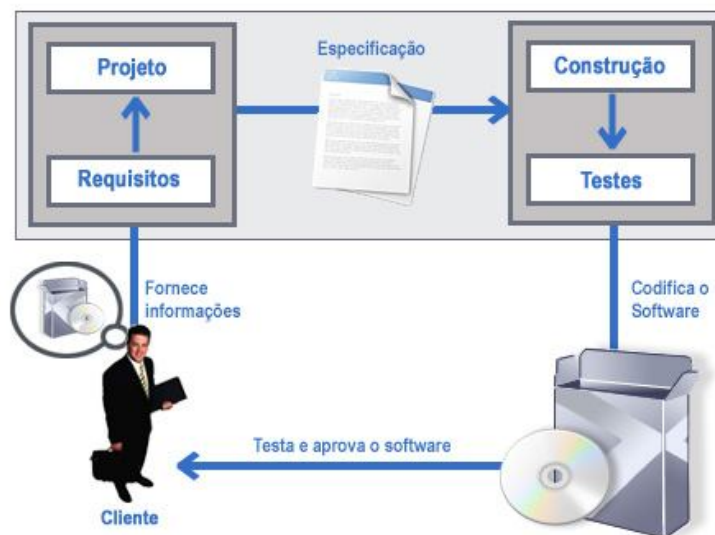 Projeto
Requisitos
Especificação
Construção
Testes
Fornece
informações
Codifica o
Software
Testa e aprova o software
Cliente